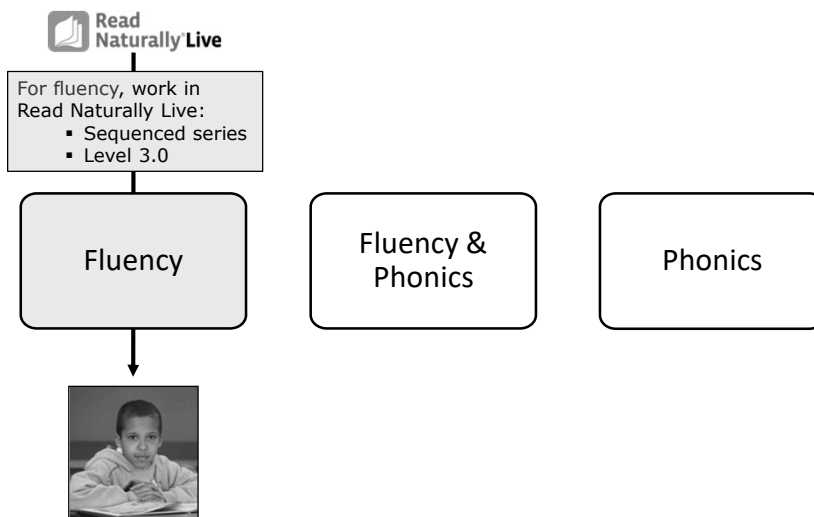 Read
Naturally® Live
For fluency, work in
Read Naturally Live:
▪ Sequenced series
▪ Level 3.0
Fluency
Fluency &
Phonics
Phonics